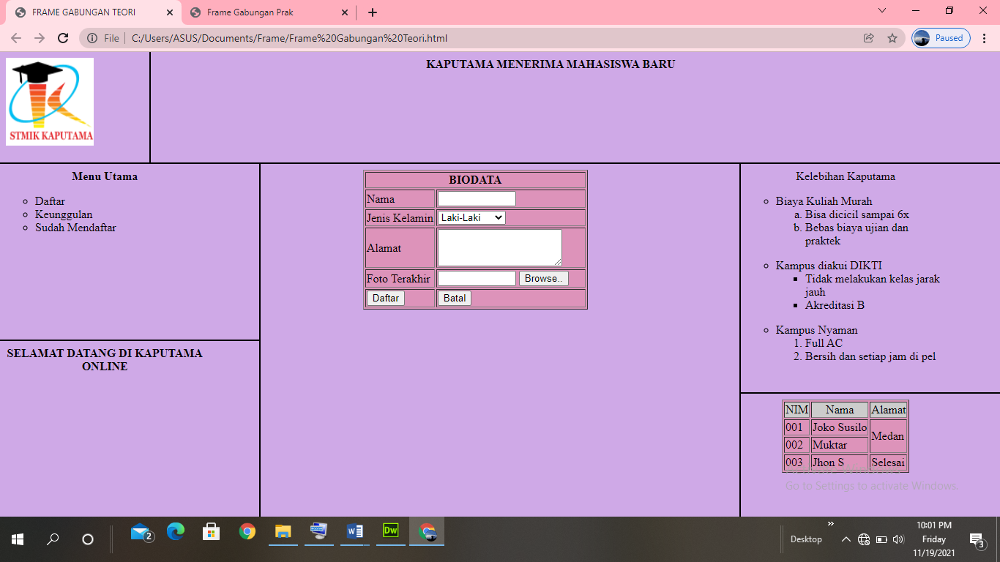 FRAME GABUNGAN TEORI
Frame Gabungan Prak
File
C:/Users/ASUS/Documents/Frame/Frame%20Gabungan%20Teori.html
Paused
STMIK KAPUTAMA
KAPUTAMA MENERIMA MAHASISWA BARU
Menu Utama
Daftar
Keunggulan
Sudah Mendaftar
SELAMAT DATANG DI KAPUTAMA
ONLINE
BIODATA
Nama
Jenis Kelamin Laki-Laki
Alamat
Foto Terakhir Browse..
Daftar Batal
Kelebihan Kaputama
Biaya Kuliah Murah
a. Bisa dicicil sampai 6x
b. Bebas biaya ujian dan
praktek
Kampus diakui DIKTI
Tidak melakukan kelas jarak
jauh
Akreditasi B
Kampus Nyaman
1. Full AC
2. Bersih dan setiap jam di pel
NIM Nama Alamat
001 Joko Susilo Medan
002 Muktar
003 Jhon S Selesai
Activate Windows
Go to Settings to activate Windows.
2
Dw
Desktop
10:01 PM
Friday
11/19/2021
3